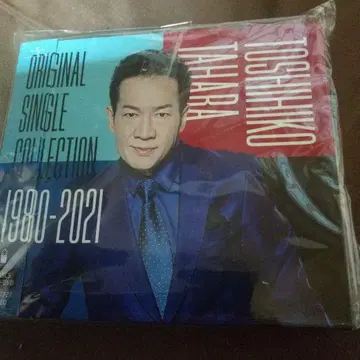 ORIGINAL
SINGLE
COLLECTION
1980-2021
TOSHIHIKO
TAHARA